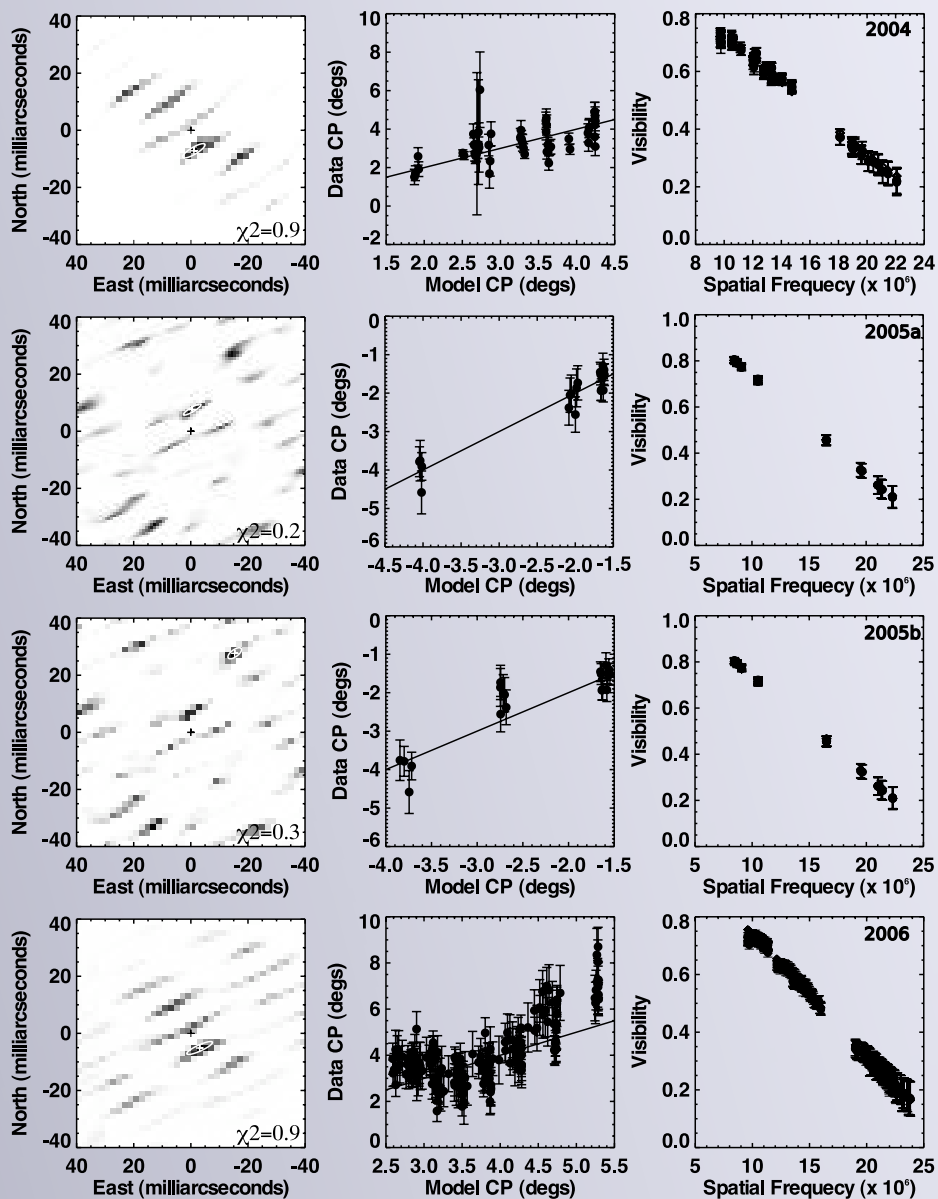 40
20
0
-20
-40
North (milliarcseconds)
χ2=0.9
40 20 0 -20 -40
East (milliarcseconds)
10
8
6
4
2
0
-2
Data CP (degs)
1.5 2.0 2.5 3.0 3.5 4.0 4.5
Model CP (degs)
2004
0.8
0.6
0.4
0.2
0.0
Visibility
8 10 12 14 16 18 20 22 24
Spatial Frequecy (x 10⁶)
40
20
0
-20
-40
North (milliarcseconds)
χ2=0.2
40 20 0 -20 -40
East (milliarcseconds)
0
-1
-2
-3
-4
-5
-6
Data CP (degs)
-4.5 -4.0 -3.5 -3.0 -2.5 -2.0 -1.5
Model CP (degs)
2005a
1.0
0.8
0.6
0.4
0.2
0.0
Visibility
5 10 15 20 25
Spatial Frequecy (x 10⁶)
40
20
0
-20
-40
North (milliarcseconds)
χ2=0.3
40 20 0 -20 -40
East (milliarcseconds)
0
-1
-2
-3
-4
-5
-6
Data CP (degs)
-4.0 -3.5 -3.0 -2.5 -2.0 -1.5
Model CP (degs)
2005b
1.0
0.8
0.6
0.4
0.2
0.0
Visibility
5 10 15 20 25
Spatial Frequecy (x 10⁶)
40
20
0
-20
-40
North (milliarcseconds)
χ2=0.9
40 20 0 -20 -40
East (milliarcseconds)
10
8
6
4
2
0
Data CP (degs)
2.5 3.0 3.5 4.0 4.5 5.0 5.5
Model CP (degs)
2006
0.8
0.6
0.4
0.2
0.0
Visibility
5 10 15 20 25
Spatial Frequecy (x 10⁶)